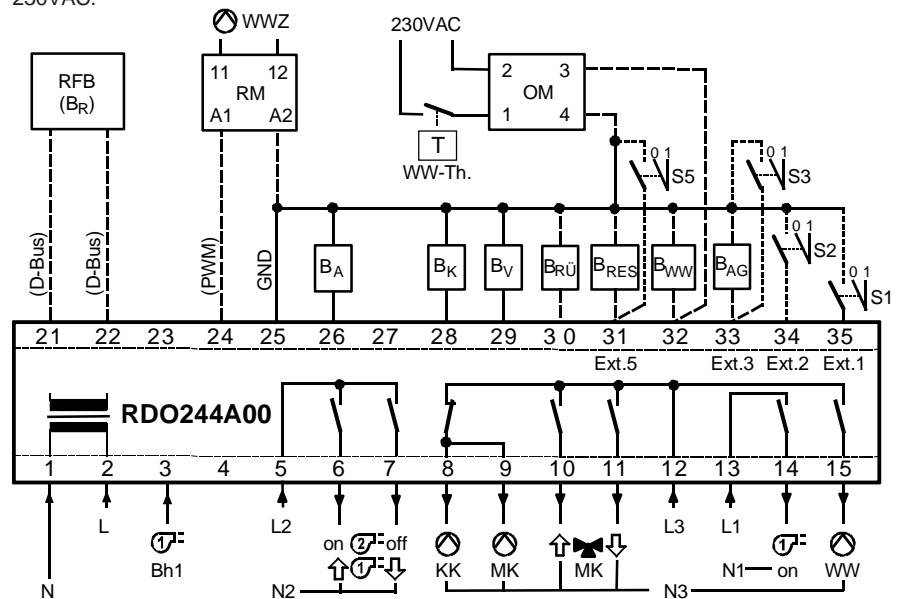 230VAC.
WWZ
230VAC
RFB
(BR)
11 12
RM
A1 A2
2 3
OM
1 4
T
WW-Th.
0 1
S5
0 1
S3
0 1
S2
0 1
S1
(D-Bus)
(D-Bus)
(PWM)
GND
BA
BK
BV
BRÜ
BRES
BWW
BAG
21 22 23 24 25 26 27 28 29 30 31 32 33 34 35
Ext.5 Ext.3 Ext.2 Ext.1
RDO244A00
1 2 3 4 5 6 7 8 9 10 11 12 13 14 15
L L2 L3 L1
on 2 off
1 1 1
Bh1 KK MK MK N1 on WW
N N2 N3